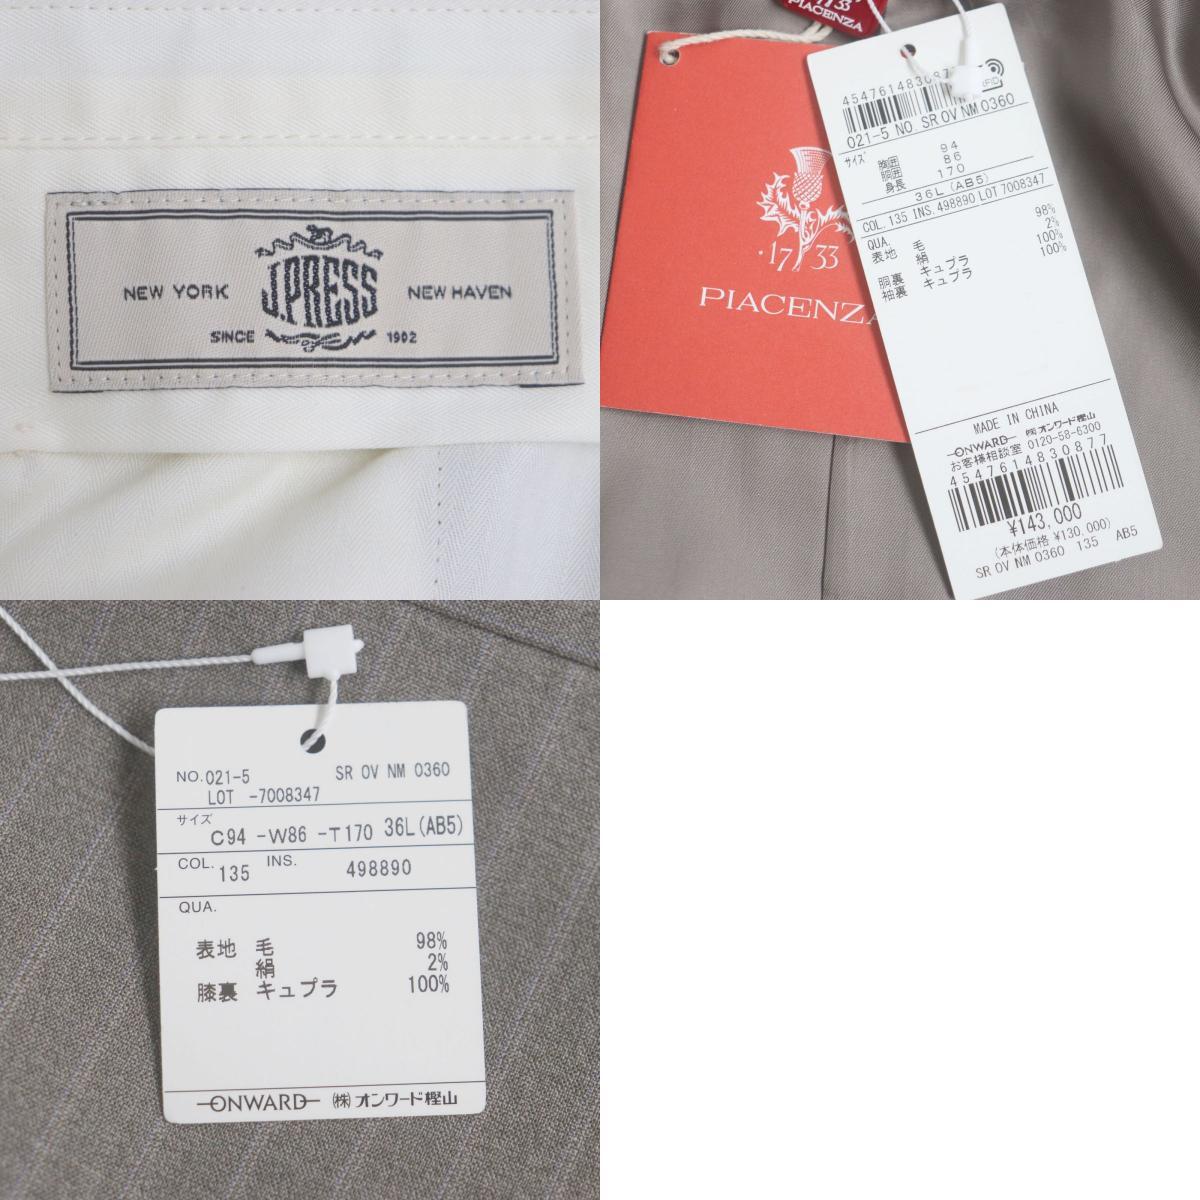 NEW YORK J.PRESS NEW HAVEN
SINCE 1902
1733
PIACENZA
·17 33
PIACENZA
021-5 NO. SR OV NM 0360
サイズ 胸囲 94
胴囲 86
身長 170
36L (AB5)
COL. 135 INS. 498890 LOT 7008347
QUA.
表地 毛 98%
絹 2%
胴裏 キュプラ 100%
袖裏 キュプラ 100%
MADE IN CHINA
ONWARD ㈱オンワード樫山
お客様相談室 0120-58-6300
4547614830877
¥143,000
(本体価格 ¥130,000)
SR OV NM 0360 135 AB5
NO. 021-5 SR OV NM 0360
LOT -7008347
サイズ
C94 -W86 -T170 36L(AB5)
COL. 135 INS. 498890
QUA.
表地 毛 98%
絹 2%
膝裏 キュプラ 100%
ONWARD ㈱オンワード樫山